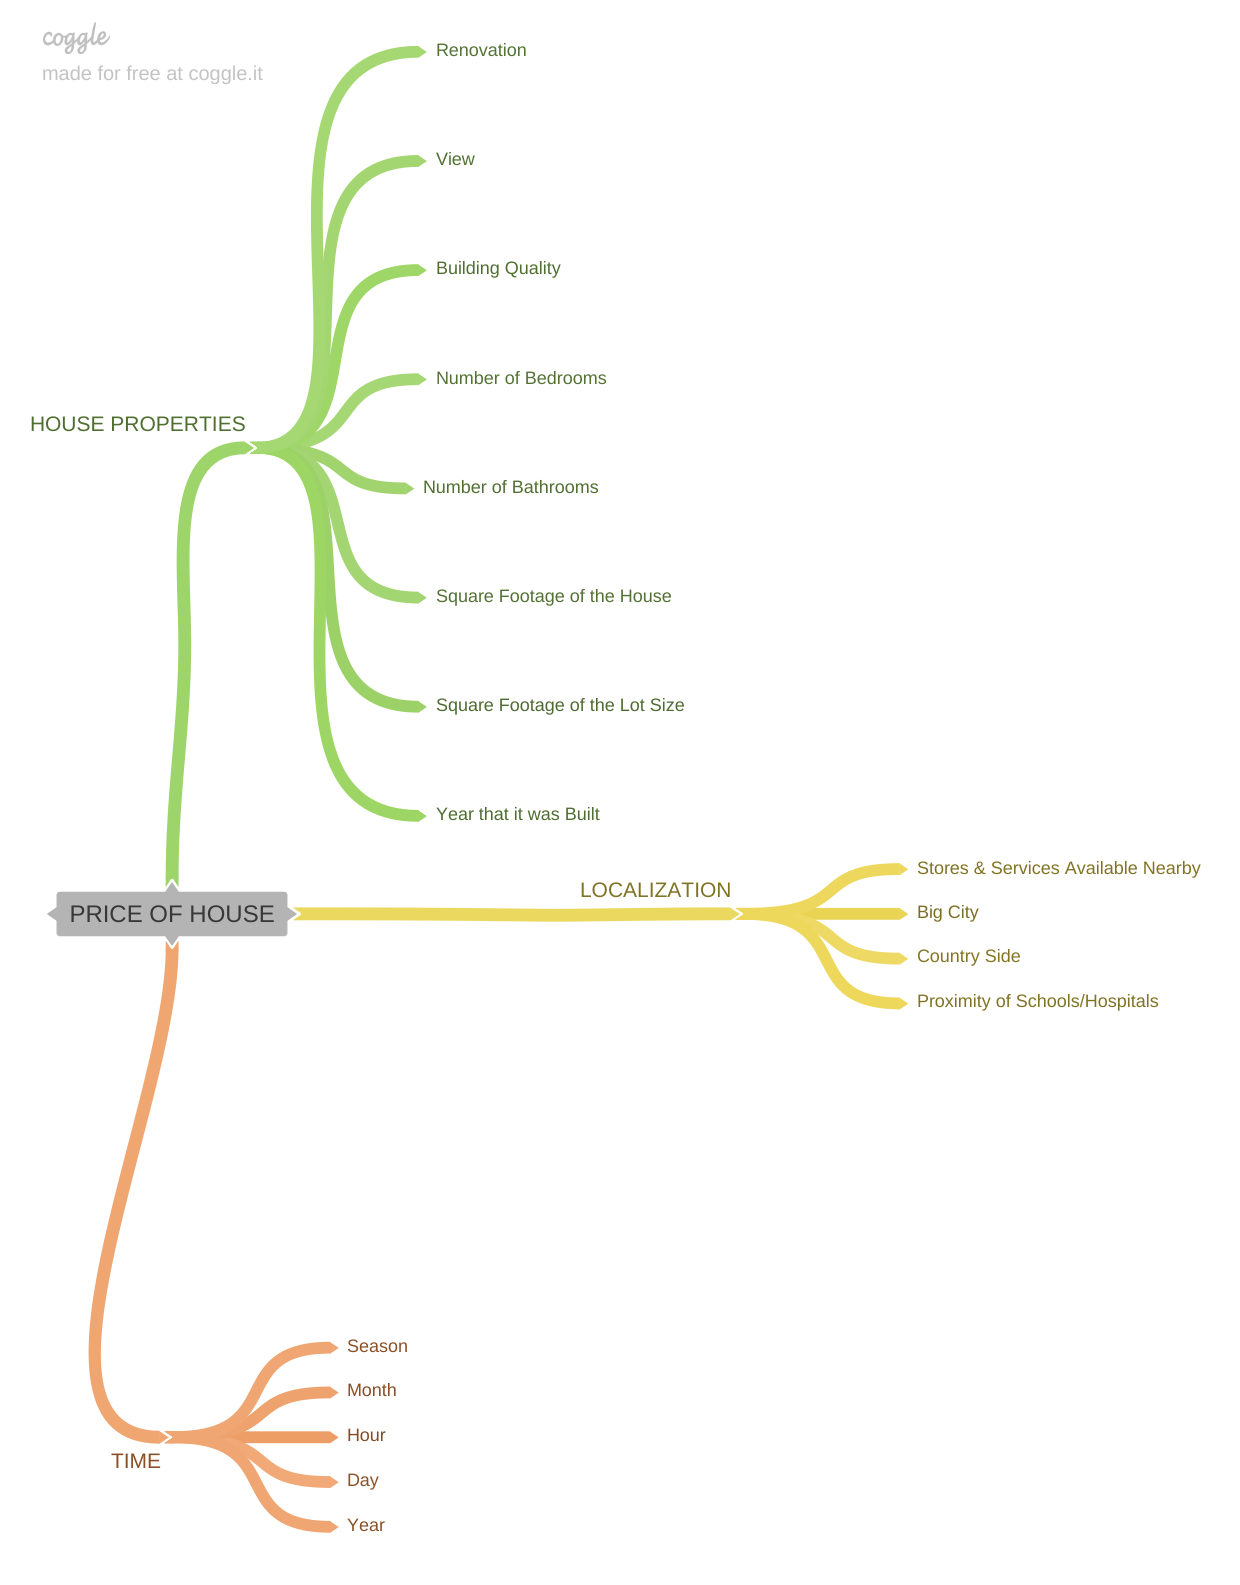 coggle
made for free at coggle.it
Renovation
View
Building Quality
Number of Bedrooms
HOUSE PROPERTIES
Number of Bathrooms
Square Footage of the House
Square Footage of the Lot Size
Year that it was Built
Stores & Services Available Nearby
LOCALIZATION
PRICE OF HOUSE
Big City
Country Side
Proximity of Schools/Hospitals
Season
Month
Hour
TIME
Day
Year